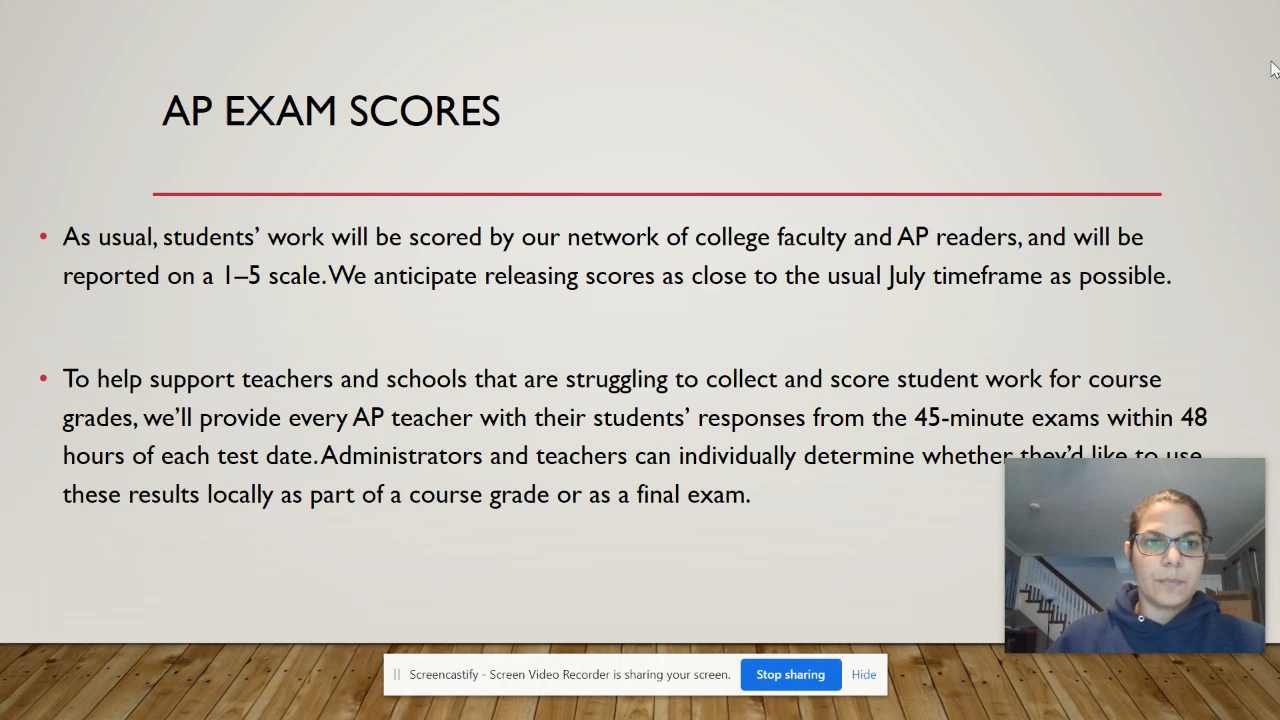 AP EXAM SCORES
As usual, students’ work will be scored by our network of college faculty and AP readers, and will be
reported on a 1–5 scale. We anticipate releasing scores as close to the usual July timeframe as possible.
To help support teachers and schools that are struggling to collect and score student work for course
grades, we’ll provide every AP teacher with their students’ responses from the 45-minute exams within 48
hours of each test date. Administrators and teachers can individually determine whether they’d like to use
these results locally as part of a course grade or as a final exam.
Screencastify - Screen Video Recorder is sharing your screen.
Stop sharing
Hide